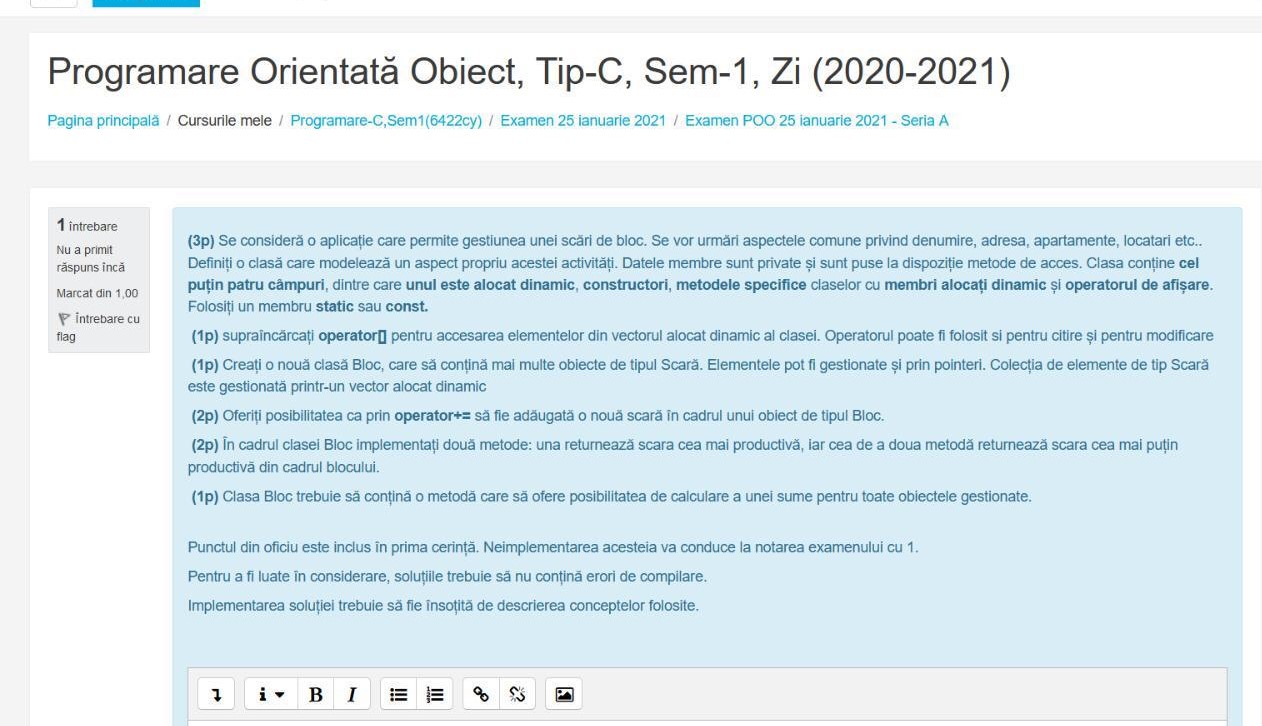 Programare Orientată Obiect, Tip-C, Sem-1, Zi (2020-2021)
Pagina principală / Cursurile mele / Programare-C,Sem1(6422cy) / Examen 25 ianuarie 2021 / Examen POO 25 ianuarie 2021 - Seria A
1 întrebare
Nu a primit
răspuns încă
Marcat din 1,00
Întrebare cu
flag
(3p) Se consideră o aplicație care permite gestiunea unei scări de bloc. Se vor urmări aspectele comune privind denumire, adresa, apartamente, locatari etc..
Definiți o clasă care modelează un aspect propriu acestei activități. Datele membre sunt private și sunt puse la dispoziție metode de acces. Clasa conține cel
puțin patru câmpuri, dintre care unul este alocat dinamic, constructori, metodele specifice claselor cu membri alocați dinamic și operatorul de afișare.
Folosiți un membru static sau const.
(1p) supraîncărcați operator[] pentru accesarea elementelor din vectorul alocat dinamic al clasei. Operatorul poate fi folosit si pentru citire și pentru modificare
(1p) Creați o nouă clasă Bloc, care să conțină mai multe obiecte de tipul Scară. Elementele pot fi gestionate și prin pointeri. Colecția de elemente de tip Scară
este gestionată printr-un vector alocat dinamic
(2p) Oferiți posibilitatea ca prin operator+= să fie adăugată o nouă scară în cadrul unui obiect de tipul Bloc.
(2p) În cadrul clasei Bloc implementați două metode: una returnează scara cea mai productivă, iar cea de a doua metodă returnează scara cea mai puțin
productivă din cadrul blocului.
(1p) Clasa Bloc trebuie să conțină o metodă care să ofere posibilitatea de calculare a unei sume pentru toate obiectele gestionate.
Punctul din oficiu este inclus în prima cerință. Neimplementarea acesteia va conduce la notarea examenului cu 1.
Pentru a fi luate în considerare, soluțiile trebuie să nu conțină erori de compilare.
Implementarea soluției trebuie să fie însoțită de descrierea conceptelor folosite.